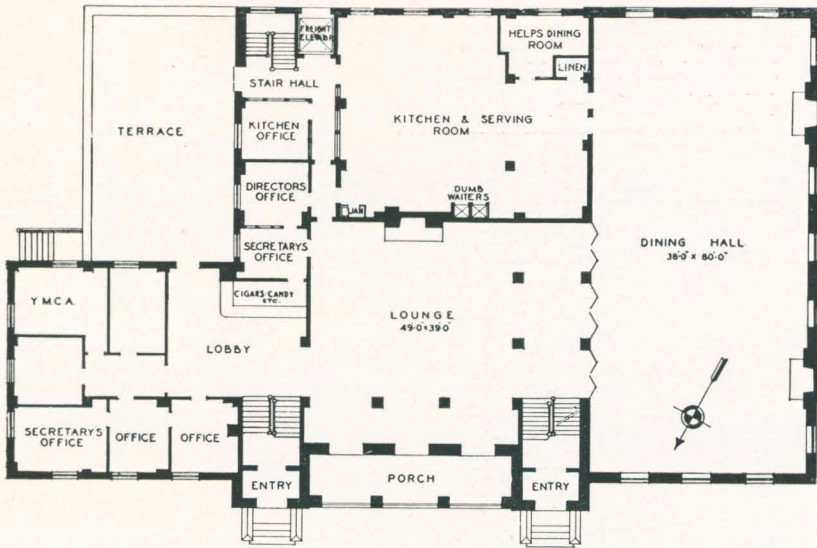 FREIGHT
ELEVATOR
HELPS DINING
ROOM
LINEN
STAIR HALL
TERRACE
KITCHEN
OFFICE
KITCHEN & SERVING
ROOM
DIRECTORS
OFFICE
DUMB
WAITERS
JAN
SECRETARYS
OFFICE
DINING HALL
38'-0" X 80'-0"
Y.M.C.A.
CIGARS-CANDY
ETC.
LOUNGE
49'-0" X 39'-0"
LOBBY
SECRETARY'S
OFFICE
OFFICE
OFFICE
ENTRY
PORCH
ENTRY